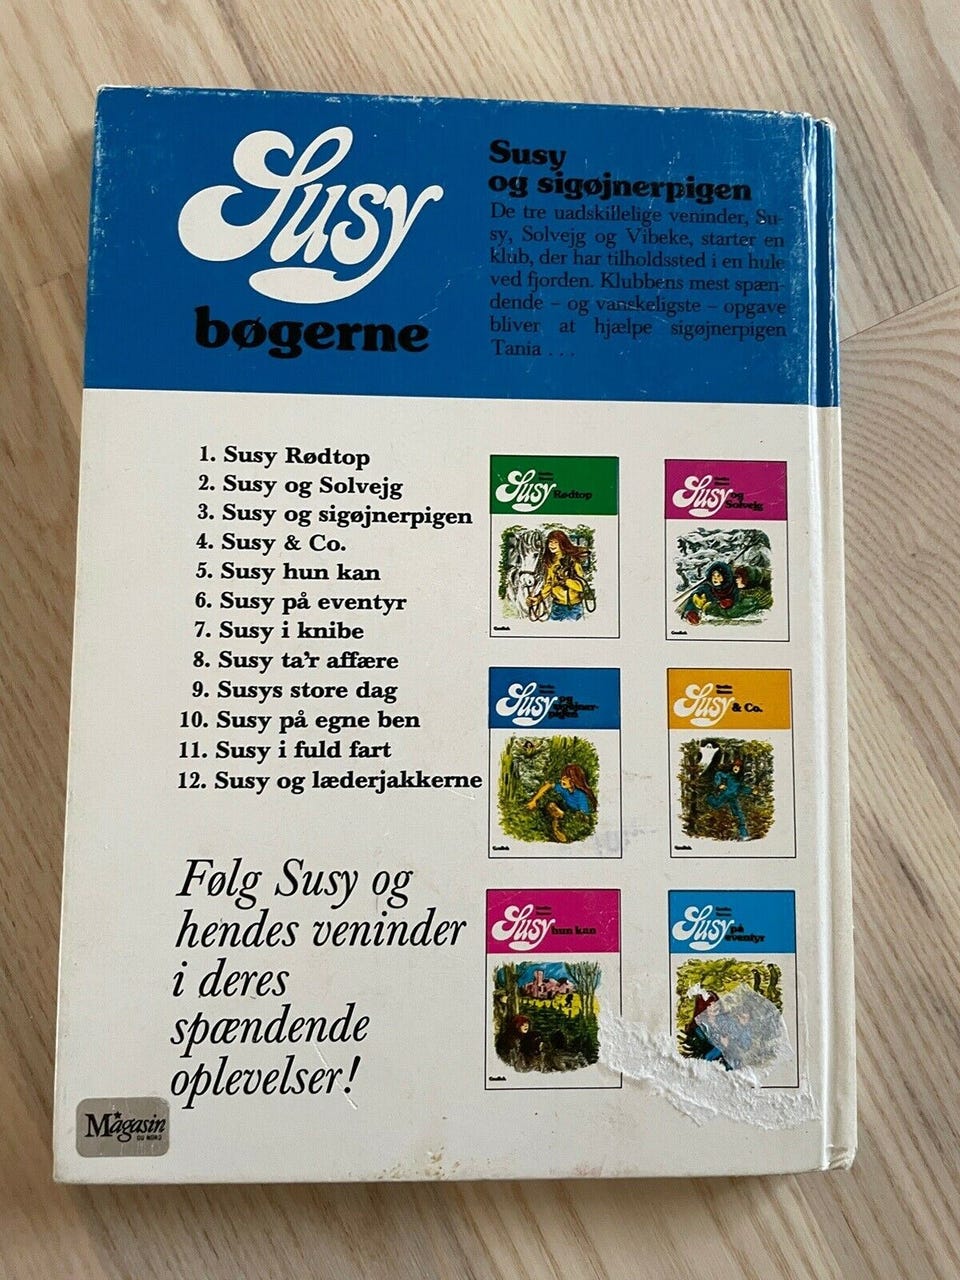 Susy
bøgerne
Susy
og sigøjnerpigen
De tre uadskillelige veninder, Su-
sy, Solvejg og Vibeke, starter en
klub, der har tilholdssted i en hule
ved fjorden. Klubbens mest spæn-
dende – og vanskeligste – opgave
bliver at hjælpe sigøjnerpigen
Tania . . .
1. Susy Rødtop
2. Susy og Solvejg
3. Susy og sigøjnerpigen
4. Susy & Co.
5. Susy hun kan
6. Susy på eventyr
7. Susy i knibe
8. Susy ta'r affære
9. Susys store dag
10. Susy på egne ben
11. Susy i fuld fart
12. Susy og læderjakkerne
Følg Susy og
hendes veninder
i deres
spændende
oplevelser!
Susy Rødtop
Susy og
Solvejg
Susy og
sigøjner-
pigen
Susy & Co.
Susy hun kan
Susy på
eventyr
Magasin
DU NORD